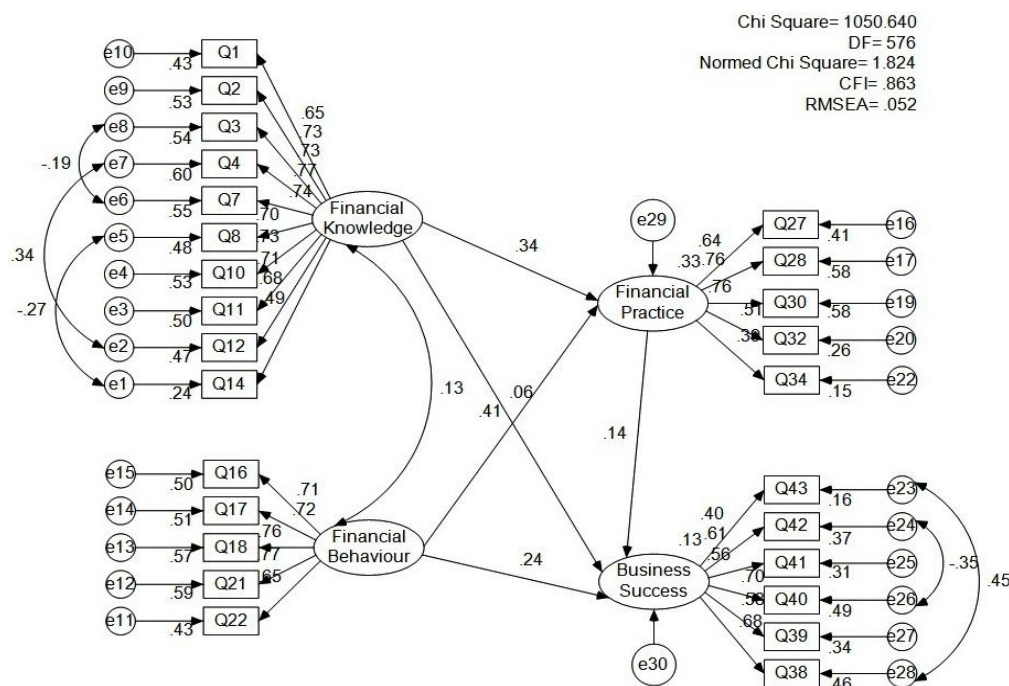 Chi Square= 1050.640
DF= 576
Normed Chi Square= 1.824
CFI= .863
RMSEA= .052
e10
.43
Q1
e9
.53
Q2
e8
.54
Q3
e7
.60
Q4
e6
.55
Q7
e5
.48
Q8
e4
.53
Q10
e3
.50
Q11
e2
.47
Q12
e1
.24
Q14
-.19
.34
-.27
.65
.73
.73
.77
.74
.70
.73
.71
.68
.49
Financial
Knowledge
.34
.13
.41
.06
e15
.50
Q16
e14
.51
Q17
e13
.57
Q18
e12
.59
Q21
e11
.43
Q22
.71
.72
.76
.77
.65
Financial
Behaviour
.24
e29
.33
Financial
Practice
.14
.64
.76
.76
.51
Q27
.41
e16
Q28
.58
e17
Q30
.58
e19
Q32
.26
e20
Q34
.15
e22
.13
Business
Success
e30
.40
.61
.56
.70
.68
Q43
.16
e23
Q42
.37
e24
Q41
.31
e25
Q40
.49
e26
Q39
.34
e27
Q38
.46
e28
-.35
.45